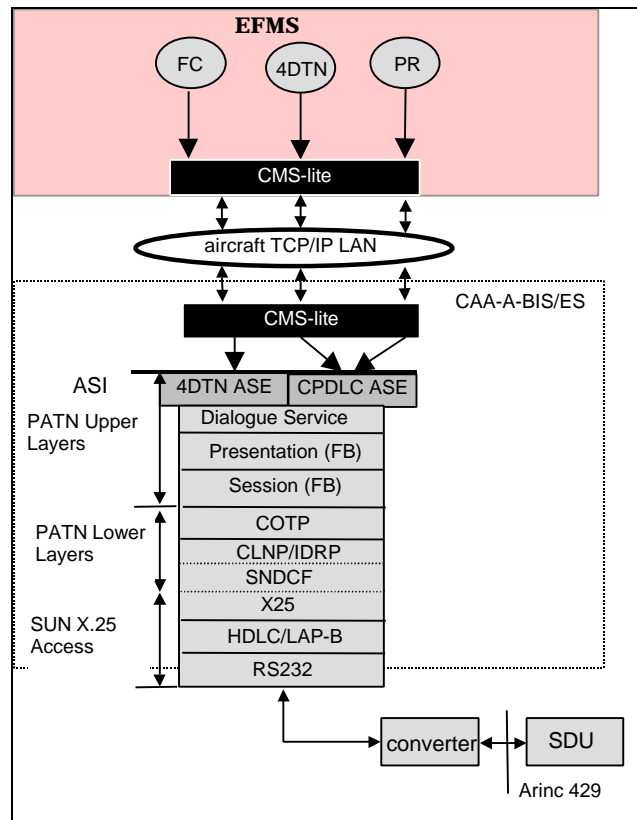 EFMS
FC
4DTN
PR
CMS-lite
aircraft TCP/IP LAN
CAA-A-BIS/ES
CMS-lite
ASI
4DTN ASE
CPDLC ASE
PATN Upper
Layers
Dialogue Service
Presentation (FB)
Session (FB)
PATN Lower
Layers
COTP
CLNP/IDRP
SNDCF
SUN X.25
Access
X25
HDLC/LAP-B
RS232
converter
SDU
Arinc 429